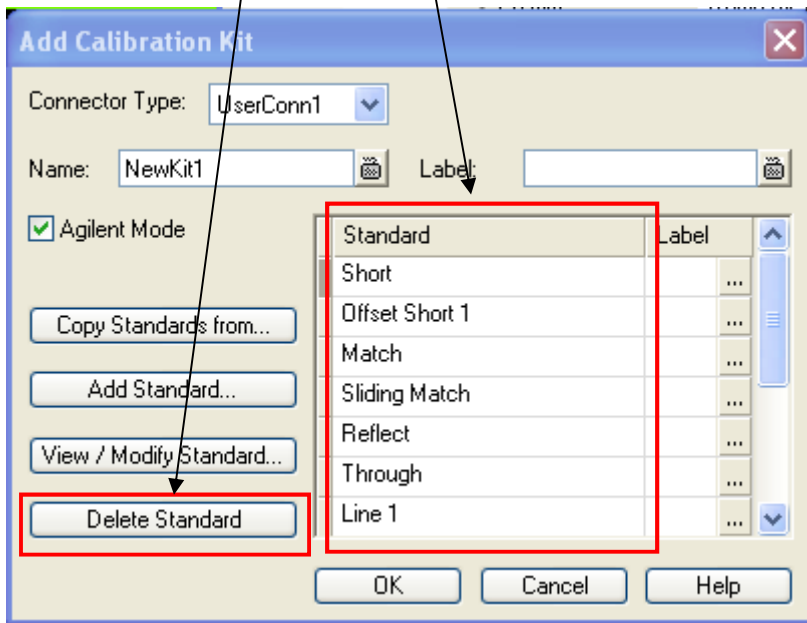 Add Calibration Kit
Connector Type: UserConn1
Name: NewKit1 Label:
Agilent Mode
Standard Label
Short ...
Offset Short 1 ...
Copy Standards from...
Match ...
Add Standard...
Sliding Match ...
Reflect ...
View / Modify Standard...
Through ...
Delete Standard
Line 1 ...
OK Cancel Help